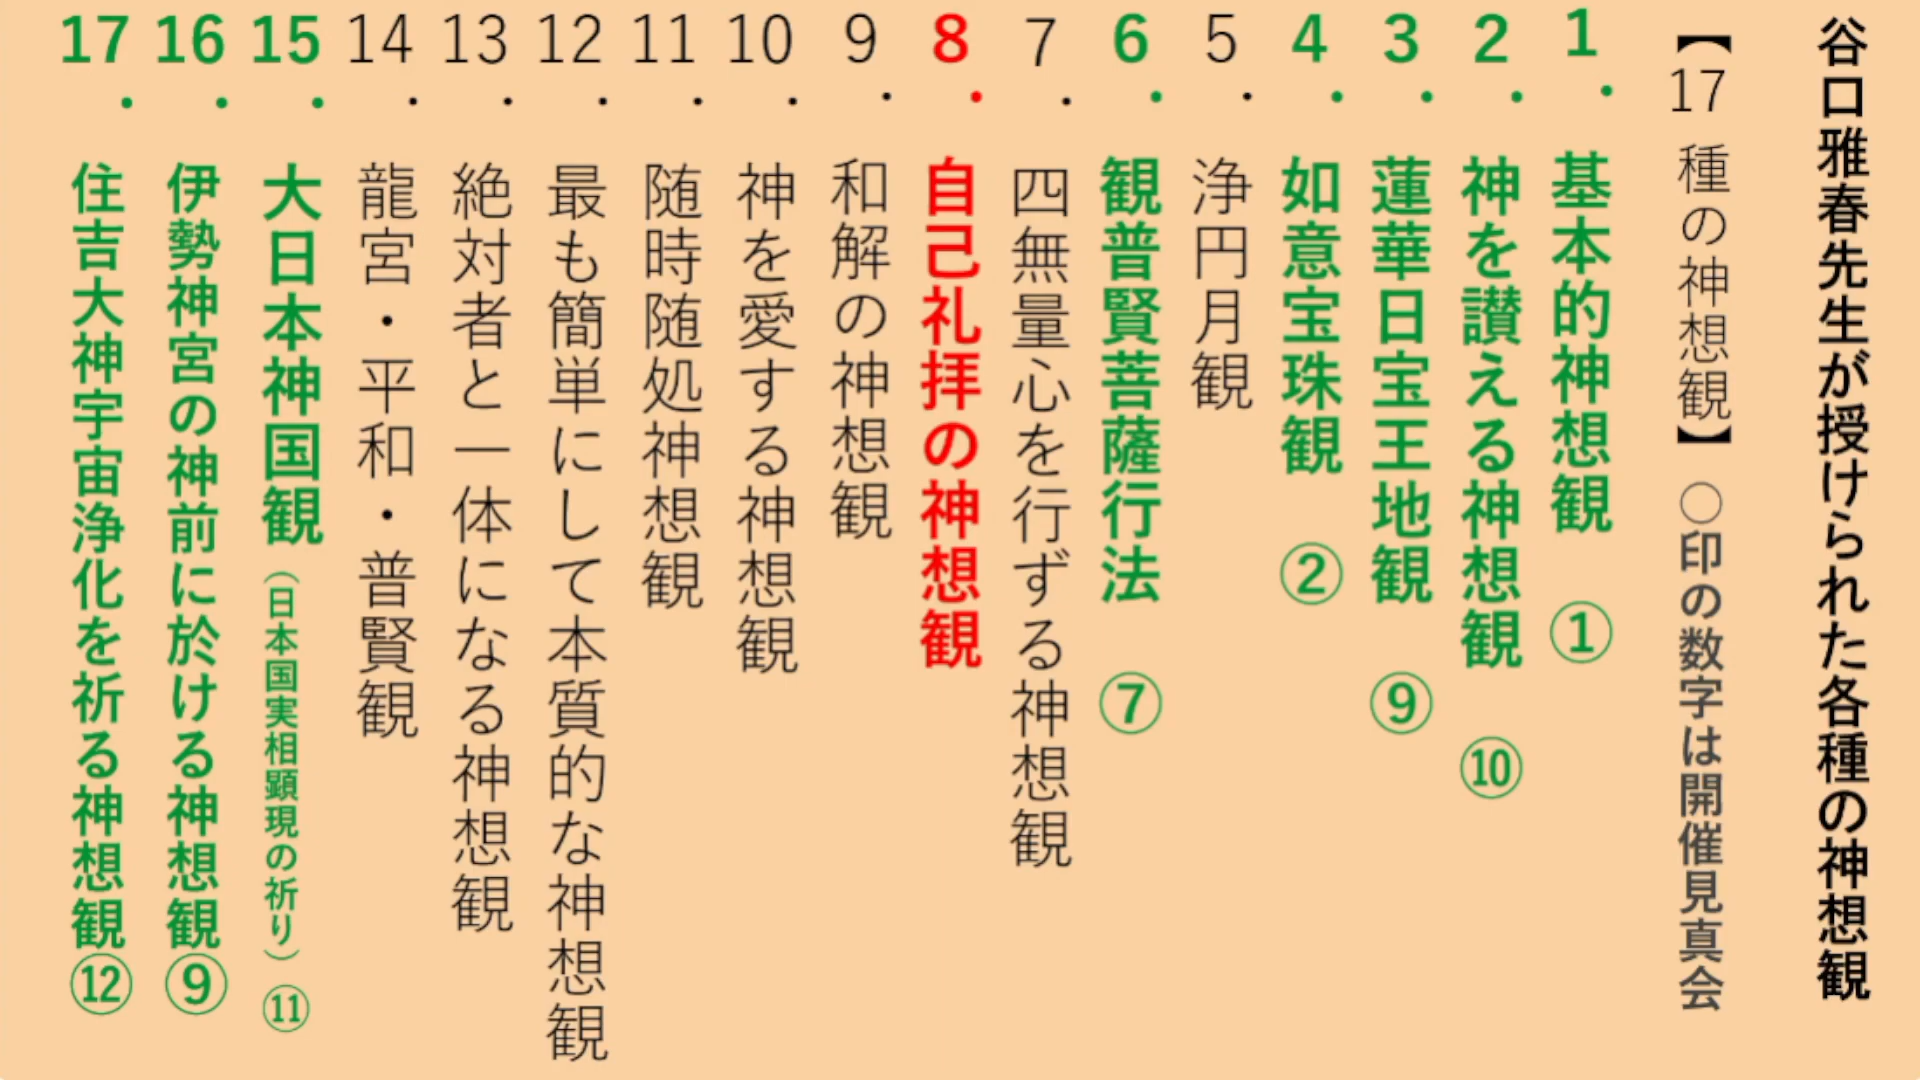 谷口雅春先生が授けられた各種の神想観
【17種の神想観】○印の数字は開催見真会
1. 基本的神想観 ①
2. 神を讃える神想観 ⑩
3. 蓮華日宝王地観 ⑨
4. 如意宝珠観 ②
5. 浄円月観
6. 観普賢菩薩行法 ⑦
7. 四無量心を行ずる神想観
8. 自己礼拝の神想観
9. 和解の神想観
10. 神を愛する神想観
11. 随時随処神想観
12. 最も簡単にして本質的な神想観
13. 絶対者と一体になる神想観
14. 龍宮・平和・普賢観
15. 大日本神国観（日本国実相顕現の祈り）⑪
16. 伊勢神宮の神前に於ける神想観⑨
17. 住吉大神宇宙浄化を祈る神想観⑫